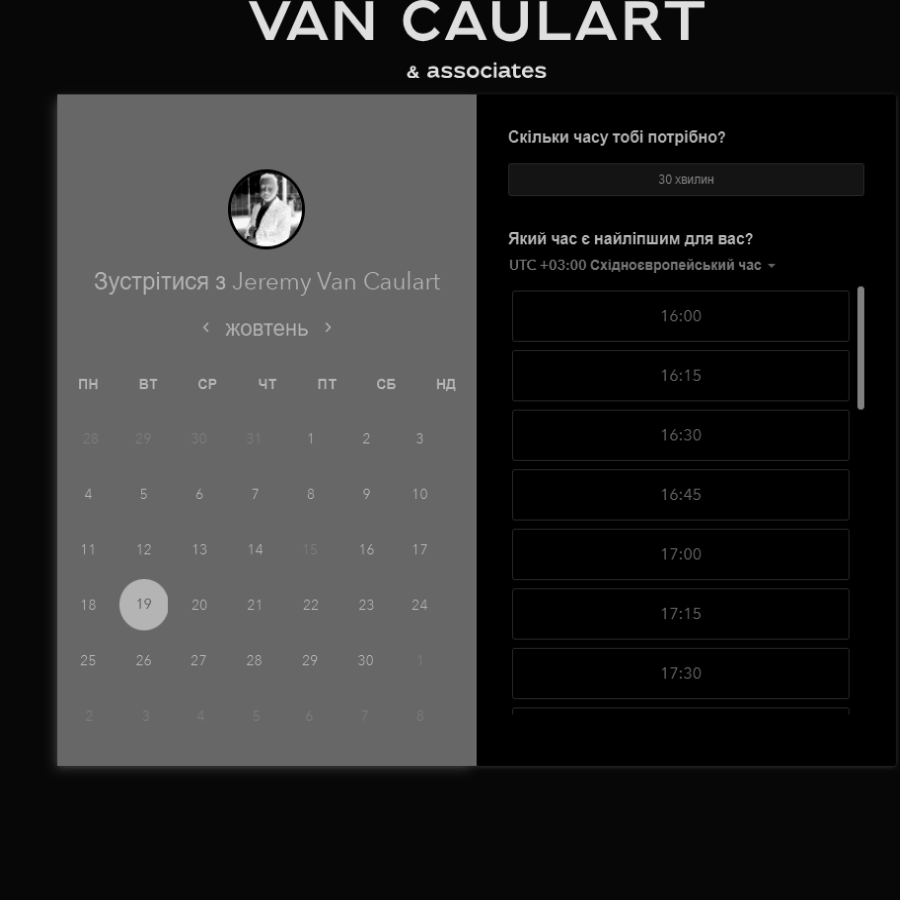 VAN CAULART
& associates
Зустрітися з Jeremy Van Caulart
жовтень
ПН ВТ СР ЧТ ПТ СБ НД
28 29 30 31 1 2 3
4 5 6 7 8 9 10
11 12 13 14 15 16 17
18 19 20 21 22 23 24
25 26 27 28 29 30 1
2 3 4 5 6 7 8
Скільки часу тобі потрібно?
30 хвилин
Який час є найліпшим для вас?
UTC +03:00 Східноєвропейський час
16:00
16:15
16:30
16:45
17:00
17:15
17:30